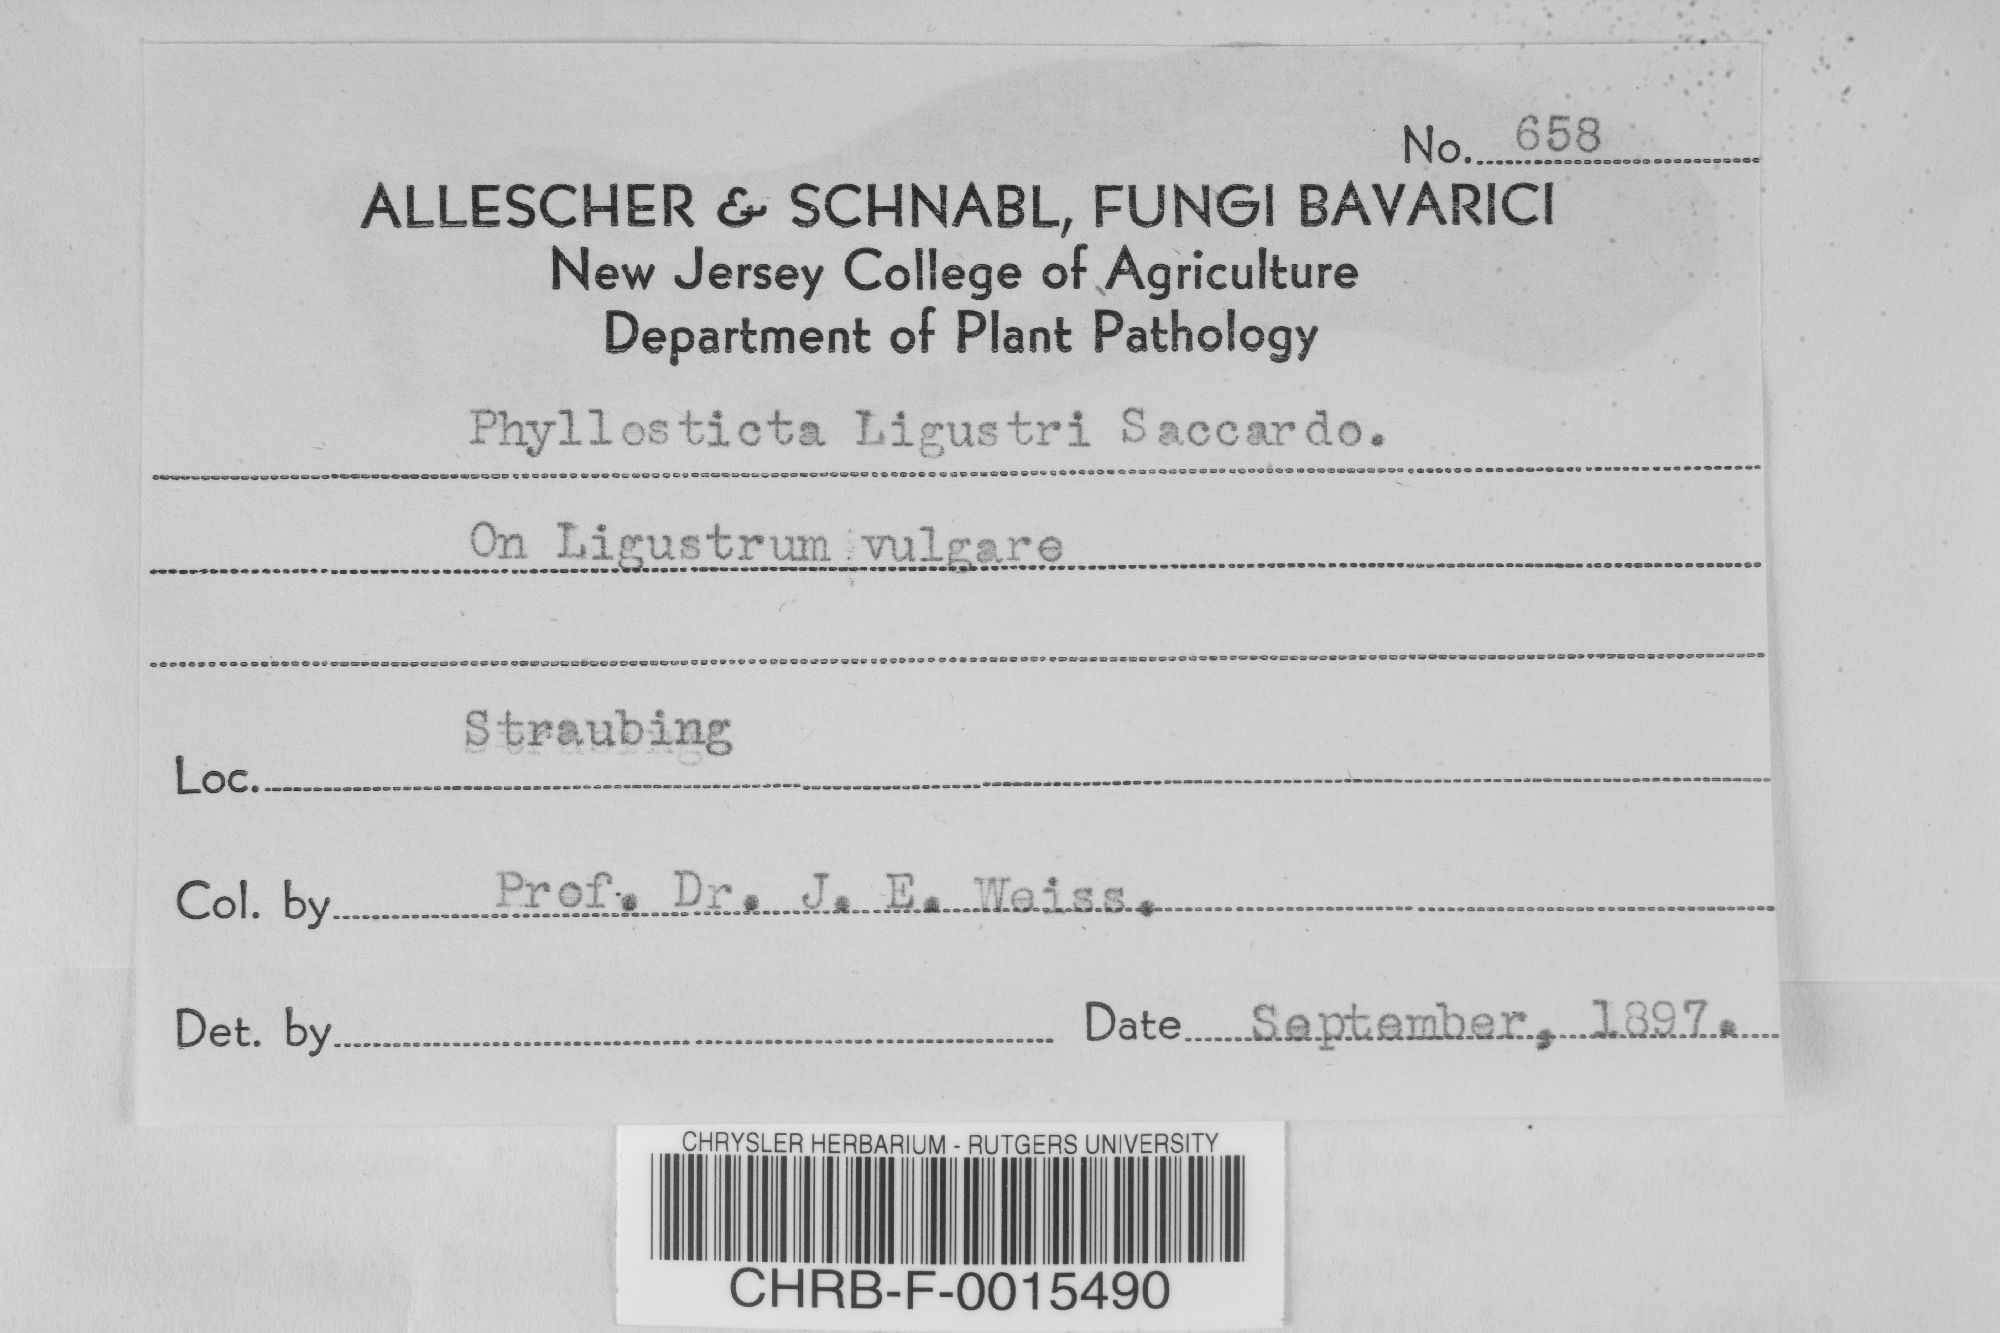 No. 658
ALLESCHER & SCHNABL, FUNGI BAVARICI
New Jersey College of Agriculture
Department of Plant Pathology
Phyllosticta Ligustri Saccardo.
On Ligustrum vulgare
Loc. Straubing
Col. by Prof. Dr. J. E. Weiss.
Det. by Date September, 1897.
CHRYSLER HERBARIUM - RUTGERS UNIVERSITY
CHRB-F-0015490